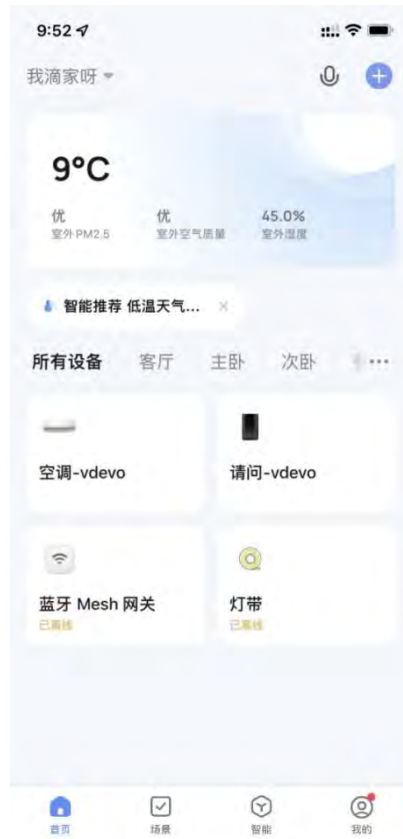 9:52
我滴家呀
9°C
优 优 45.0%
室外 PM2.5 室外空气质量 室外湿度
智能推荐 低温天气...
所有设备 客厅 主卧 次卧
空调-vdevo 请问-vdevo
蓝牙 Mesh 网关 灯带
已离线 已离线
首页 场景 智能 我的